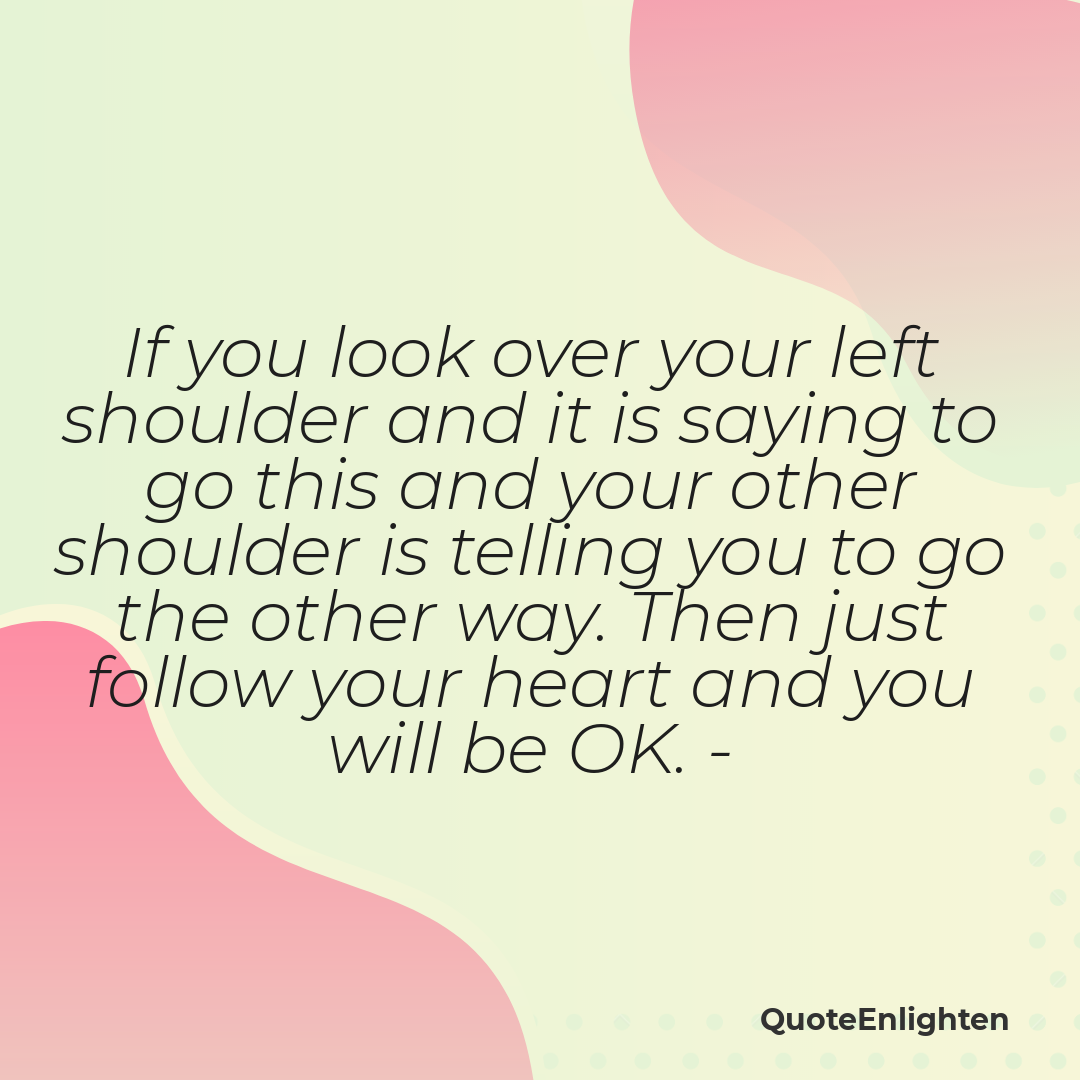 If you look over your left
shoulder and it is saying to
go this and your other
shoulder is telling you to go
the other way. Then just
follow your heart and you
will be OK. -
QuoteEnlighten